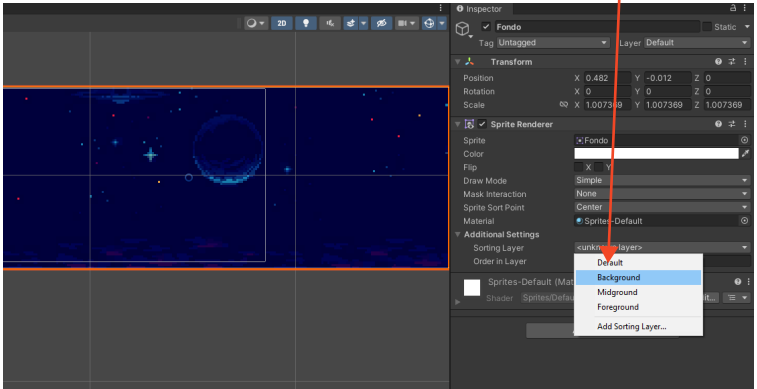 Inspector
2D
Fondo
Static
Tag Untagged
Layer Default
Transform
Position X 0.482 Y -0.012 Z 0
Rotation X 0 Y 0 Z 0
Scale X 1.007369 Y 1.007369 Z 1.007369
Sprite Renderer
Sprite Fondo
Color
Flip X Y
Draw Mode Simple
Mask Interaction None
Sprite Sort Point Center
Material Sprites-Default
Additional Settings
Sorting Layer <unknown layer>
Order in Layer
Default
Background
Midground
Foreground
Add Sorting Layer...
Sprites-Default (Mat
Shader Sprites/Defau